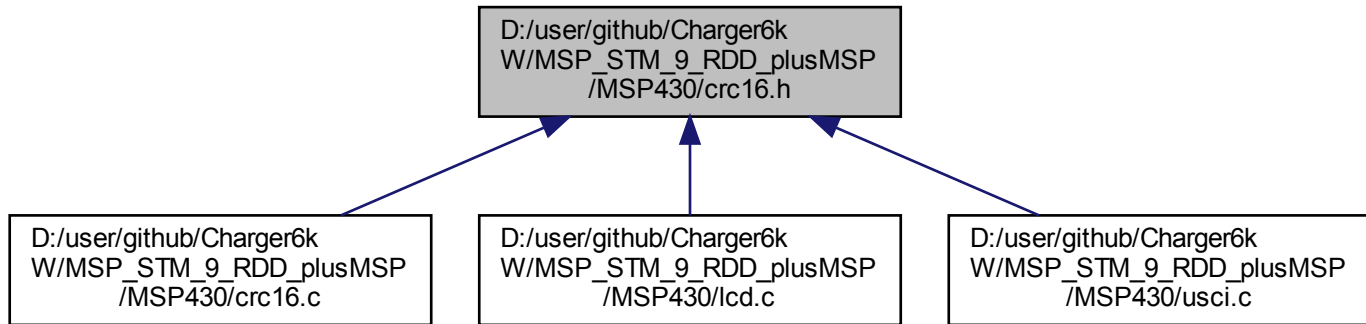 D:/user/github/Charger6k
W/MSP_STM_9_RDD_plusMSP
/MSP430/crc16.h
D:/user/github/Charger6k
W/MSP_STM_9_RDD_plusMSP
/MSP430/crc16.c
D:/user/github/Charger6k
W/MSP_STM_9_RDD_plusMSP
/MSP430/lcd.c
D:/user/github/Charger6k
W/MSP_STM_9_RDD_plusMSP
/MSP430/usci.c